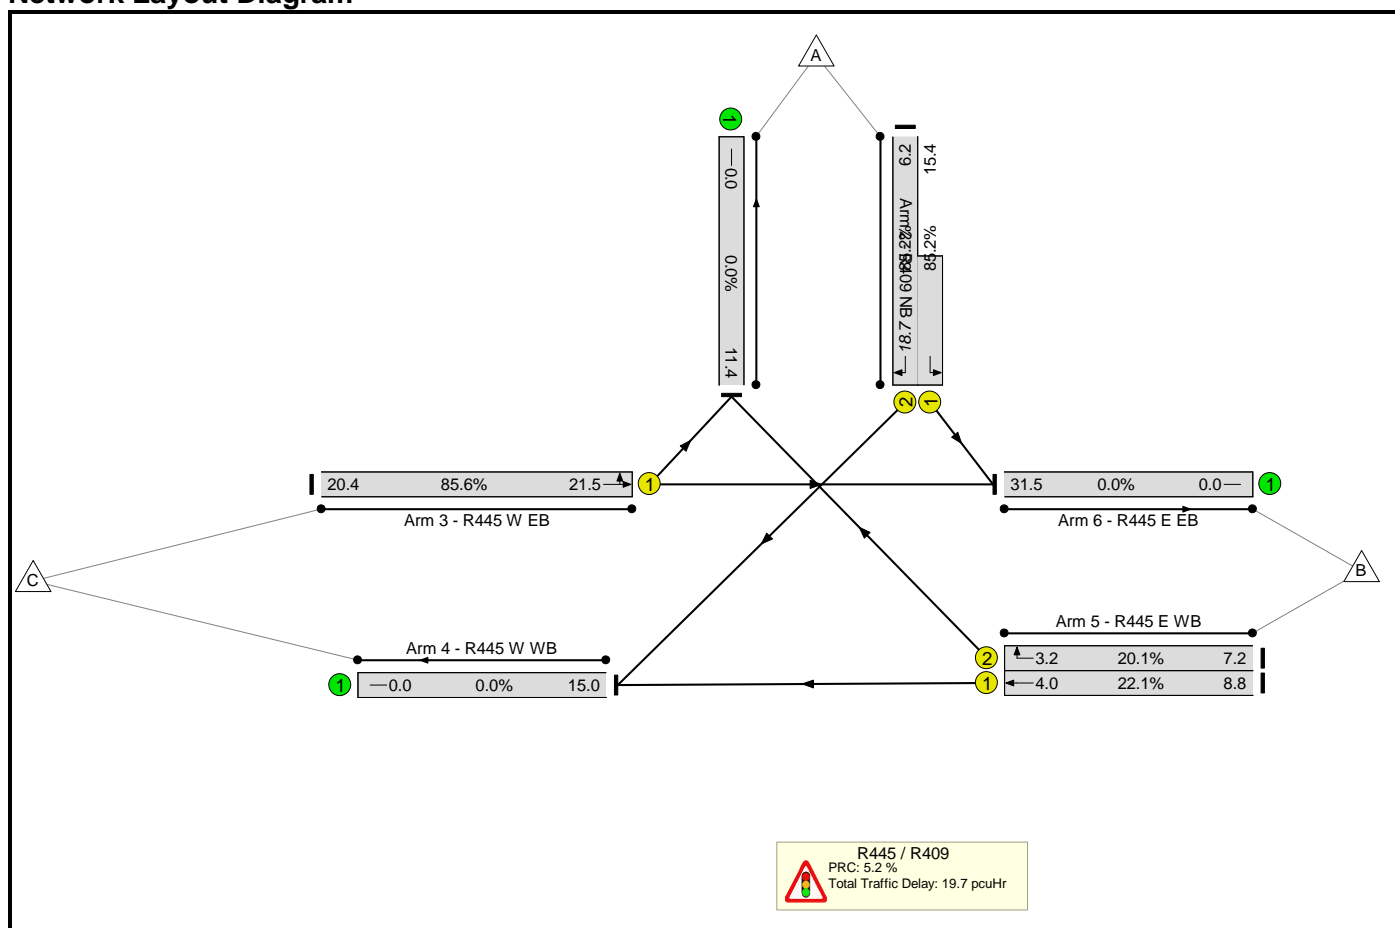 Network Layout Diagram
A
1
0.0
0.0%
11.4
6.2
15.4
85.2%
18.7
2
1
20.4 85.6% 21.5
1
Arm 3 - R445 W EB
31.5 0.0% 0.0
1
Arm 6 - R445 E EB
C
B
Arm 5 - R445 E WB
Arm 4 - R445 W WB
2
3.2 20.1% 7.2
1
0.0 0.0% 15.0
1
4.0 22.1% 8.8
R445 / R409
PRC: 5.2 %
Total Traffic Delay: 19.7 pcuHr